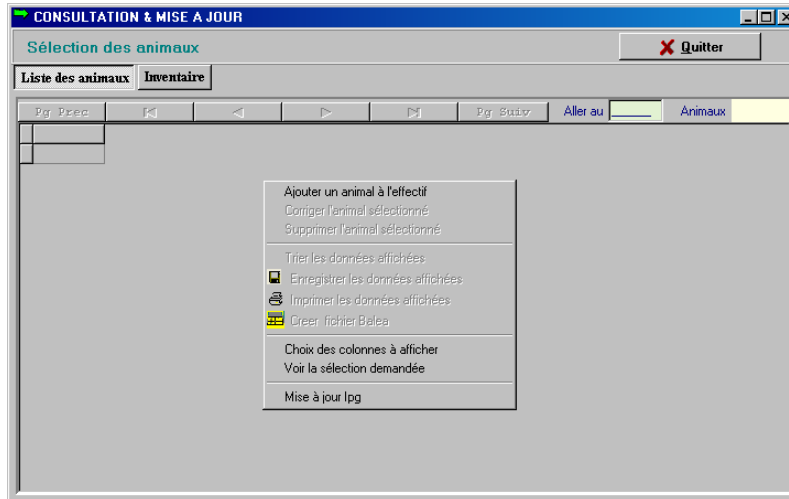 CONSULTATION & MISE A JOUR
Sélection des animaux
Quitter
Liste des animaux Inventaire
Pg Prec Pg Suiv Aller au Animaux
Ajouter un animal à l'effectif
Corriger l'animal sélectionné
Supprimer l'animal sélectionné
Trier les données affichées
Enregistrer les données affichées
Imprimer les données affichées
Creer fichier Balea
Choix des colonnes à afficher
Voir la sélection demandée
Mise à jour Ipg